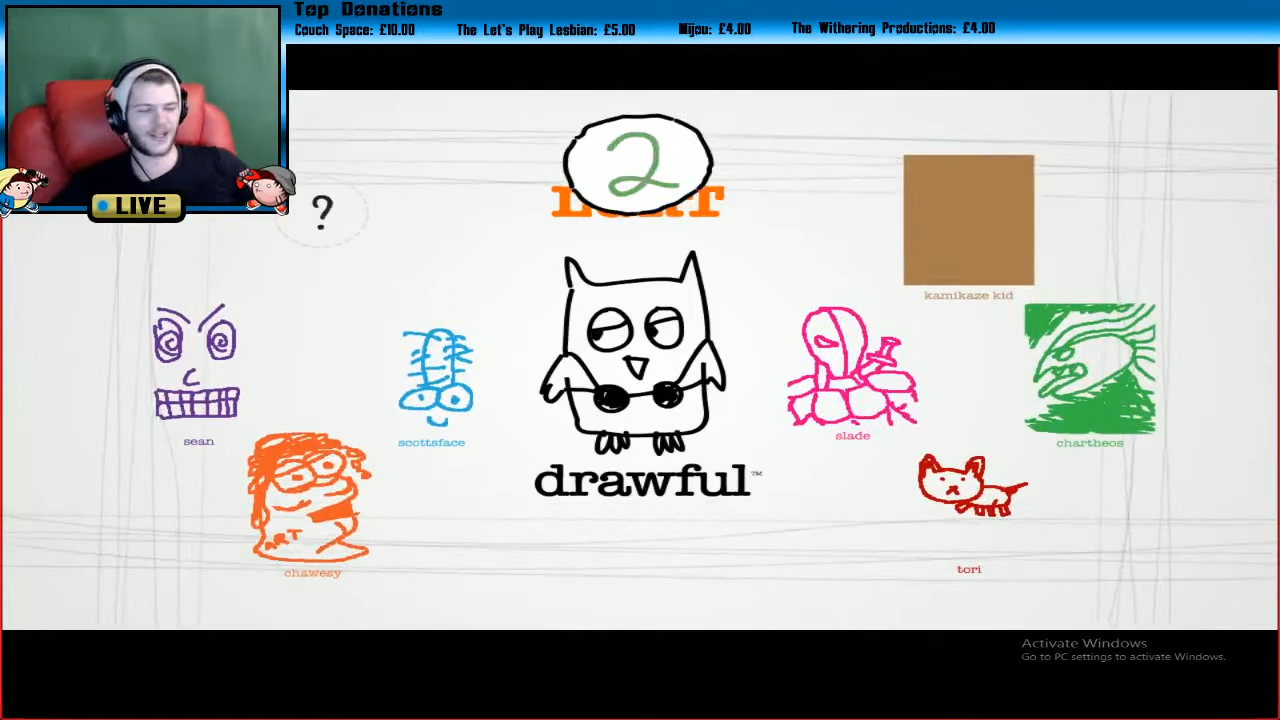 Top Donations
Couch Space: £10.00 The Let's Play Lesbian: £5.00 Mijou: £4.00 The Withering Productions: £4.00
LIVE
?
2
kamikaze kid
sean
scottsface
slade
chartheos
drawful™
ART
chawesy
tori
Activate Windows
Go to PC settings to activate Windows.